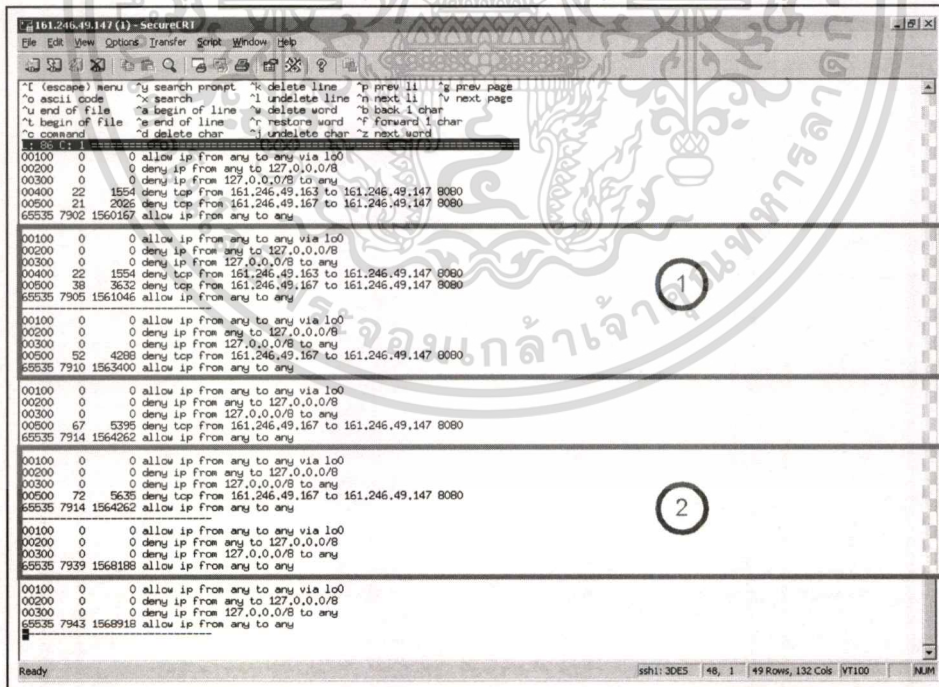 161.246.49.147 (1) - SecureCRT
File Edit View Options Transfer Script Window Help
^[ (escape) menu ^y search prompt ^k delete line ^p prev li ^g prev page
^o ascii code ^x search ^l undelete line ^n next li ^v next page
^u end of file ^a begin of line ^w delete word ^b back 1 char
^t begin of file ^e end of line ^r restore word ^f forward 1 char
^c command ^d delete char ^j undelete char ^z next word
L: 86 C: 1 ====
00100 0 0 allow ip from any to any via lo0
00200 0 0 deny ip from any to 127.0.0.0/8
00300 0 0 deny ip from 127.0.0.0/8 to any
00400 22 1554 deny tcp from 161.246.49.163 to 161.246.49.147 8080
00500 21 2026 deny tcp from 161.246.49.167 to 161.246.49.147 8080
65535 7902 1560167 allow ip from any to any
00100 0 0 allow ip from any to any via lo0
00200 0 0 deny ip from any to 127.0.0.0/8
00300 0 0 deny ip from 127.0.0.0/8 to any
00400 22 1554 deny tcp from 161.246.49.163 to 161.246.49.147 8080
00500 38 3632 deny tcp from 161.246.49.167 to 161.246.49.147 8080
65535 7905 1561046 allow ip from any to any
------------------------------
00100 0 0 allow ip from any to any via lo0
00200 0 0 deny ip from any to 127.0.0.0/8
00300 0 0 deny ip from 127.0.0.0/8 to any
00500 52 4288 deny tcp from 161.246.49.167 to 161.246.49.147 8080
65535 7910 1563400 allow ip from any to any
1
00100 0 0 allow ip from any to any via lo0
00200 0 0 deny ip from any to 127.0.0.0/8
00300 0 0 deny ip from 127.0.0.0/8 to any
00500 67 5395 deny tcp from 161.246.49.167 to 161.246.49.147 8080
65535 7914 1564262 allow ip from any to any
00100 0 0 allow ip from any to any via lo0
00200 0 0 deny ip from any to 127.0.0.0/8
00300 0 0 deny ip from 127.0.0.0/8 to any
00500 72 5635 deny tcp from 161.246.49.167 to 161.246.49.147 8080
65535 7914 1564262 allow ip from any to any
------------------------------
00100 0 0 allow ip from any to any via lo0
00200 0 0 deny ip from any to 127.0.0.0/8
00300 0 0 deny ip from 127.0.0.0/8 to any
65535 7939 1568188 allow ip from any to any
2
00100 0 0 allow ip from any to any via lo0
00200 0 0 deny ip from any to 127.0.0.0/8
00300 0 0 deny ip from 127.0.0.0/8 to any
65535 7943 1568918 allow ip from any to any
------------------------------
Ready ssh1: 3DES 48, 1 49 Rows, 132 Cols VT100 NUM